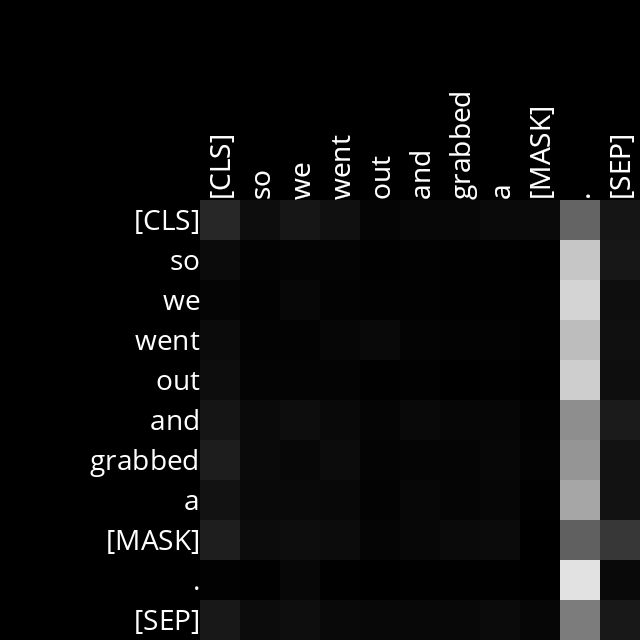 [CLS] so we went out and grabbed a [MASK] . [SEP]
[CLS]
so
we
went
out
and
grabbed
a
[MASK]
.
[SEP]